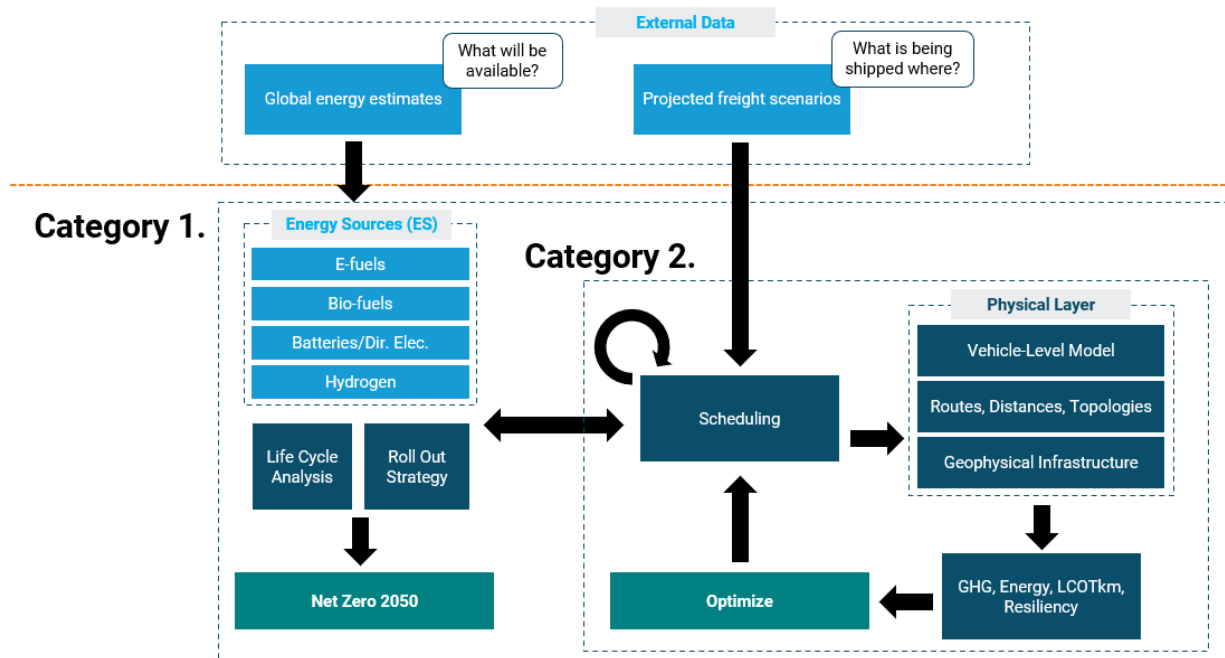 External Data
What will be
available?
What is being
shipped where?
Global energy estimates
Projected freight scenarios
Category 1.
Energy Sources (ES)
E-fuels
Bio-fuels
Batteries/Dir. Elec.
Hydrogen
Life Cycle
Analysis
Roll Out
Strategy
Net Zero 2050
Category 2.
Scheduling
Physical Layer
Vehicle-Level Model
Routes, Distances, Topologies
Geophysical Infrastructure
GHG, Energy, LCOTkm,
Resiliency
Optimize